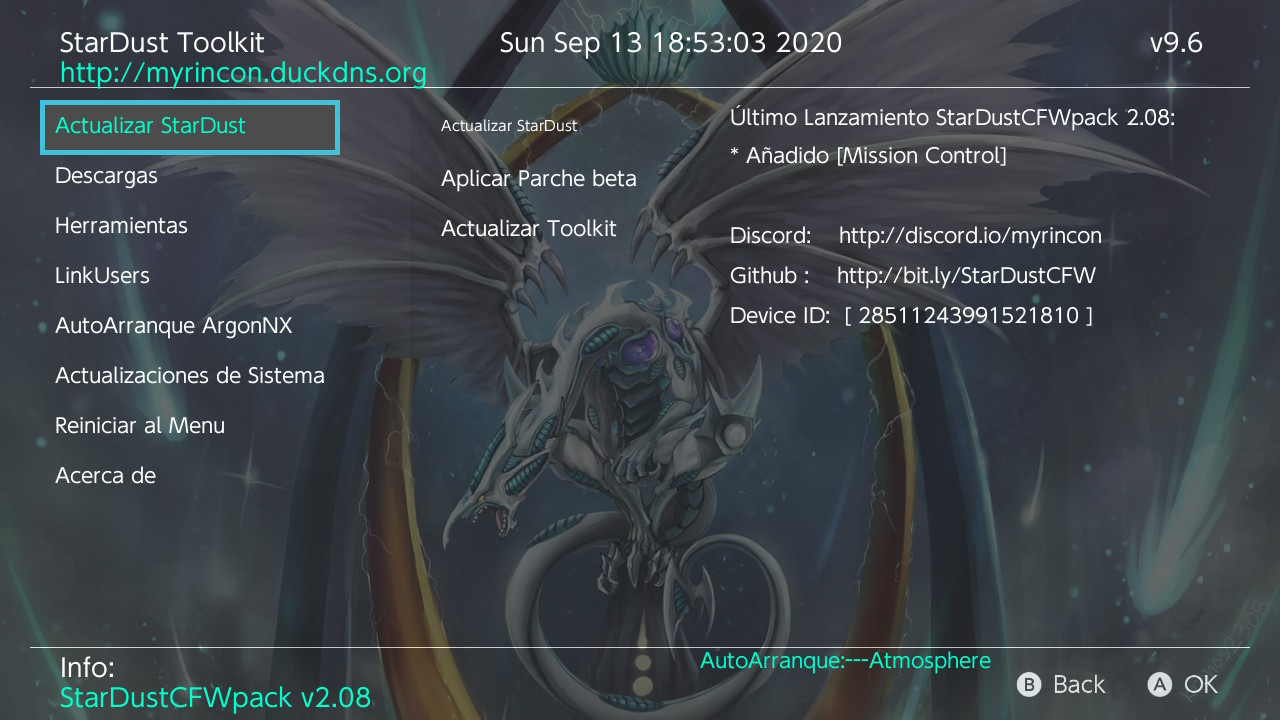 StarDust Toolkit
Sun Sep 13 18:53:03 2020
v9.6
http://myrincon.duckdns.org
Actualizar StarDust
Descargas
Herramientas
LinkUsers
AutoArranque ArgonNX
Actualizaciones de Sistema
Reiniciar al Menu
Acerca de
Actualizar StarDust
Aplicar Parche beta
Actualizar Toolkit
Último Lanzamiento StarDustCFWpack 2.08:
* Añadido [Mission Control]
Discord: http://discord.io/myrincon
Github : http://bit.ly/StarDustCFW
Device ID: [ 28511243991521810 ]
Info:
StarDustCFWpack v2.08
AutoArranque:---Atmosphere
B Back
A OK